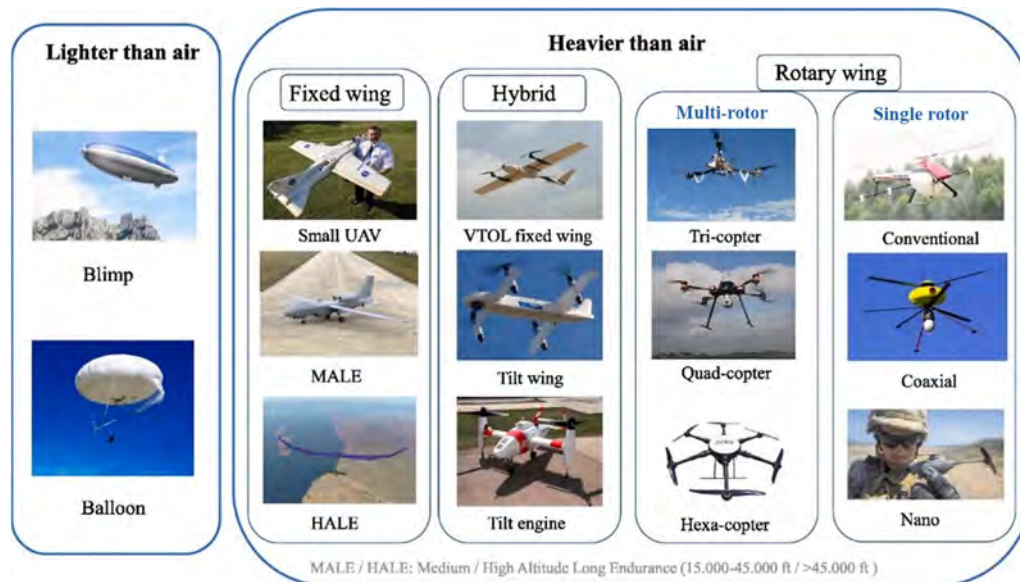 Lighter than air
Blimp
Balloon
Heavier than air
Fixed wing
Small UAV
MALE
HALE
Hybrid
VTOL fixed wing
Tilt wing
Tilt engine
Rotary wing
Multi-rotor
Tri-copter
Quad-copter
Hexa-copter
Single rotor
Conventional
Coaxial
Nano
MALE / HALE: Medium / High Altitude Long Endurance (15.000-45.000 ft / >45.000 ft )